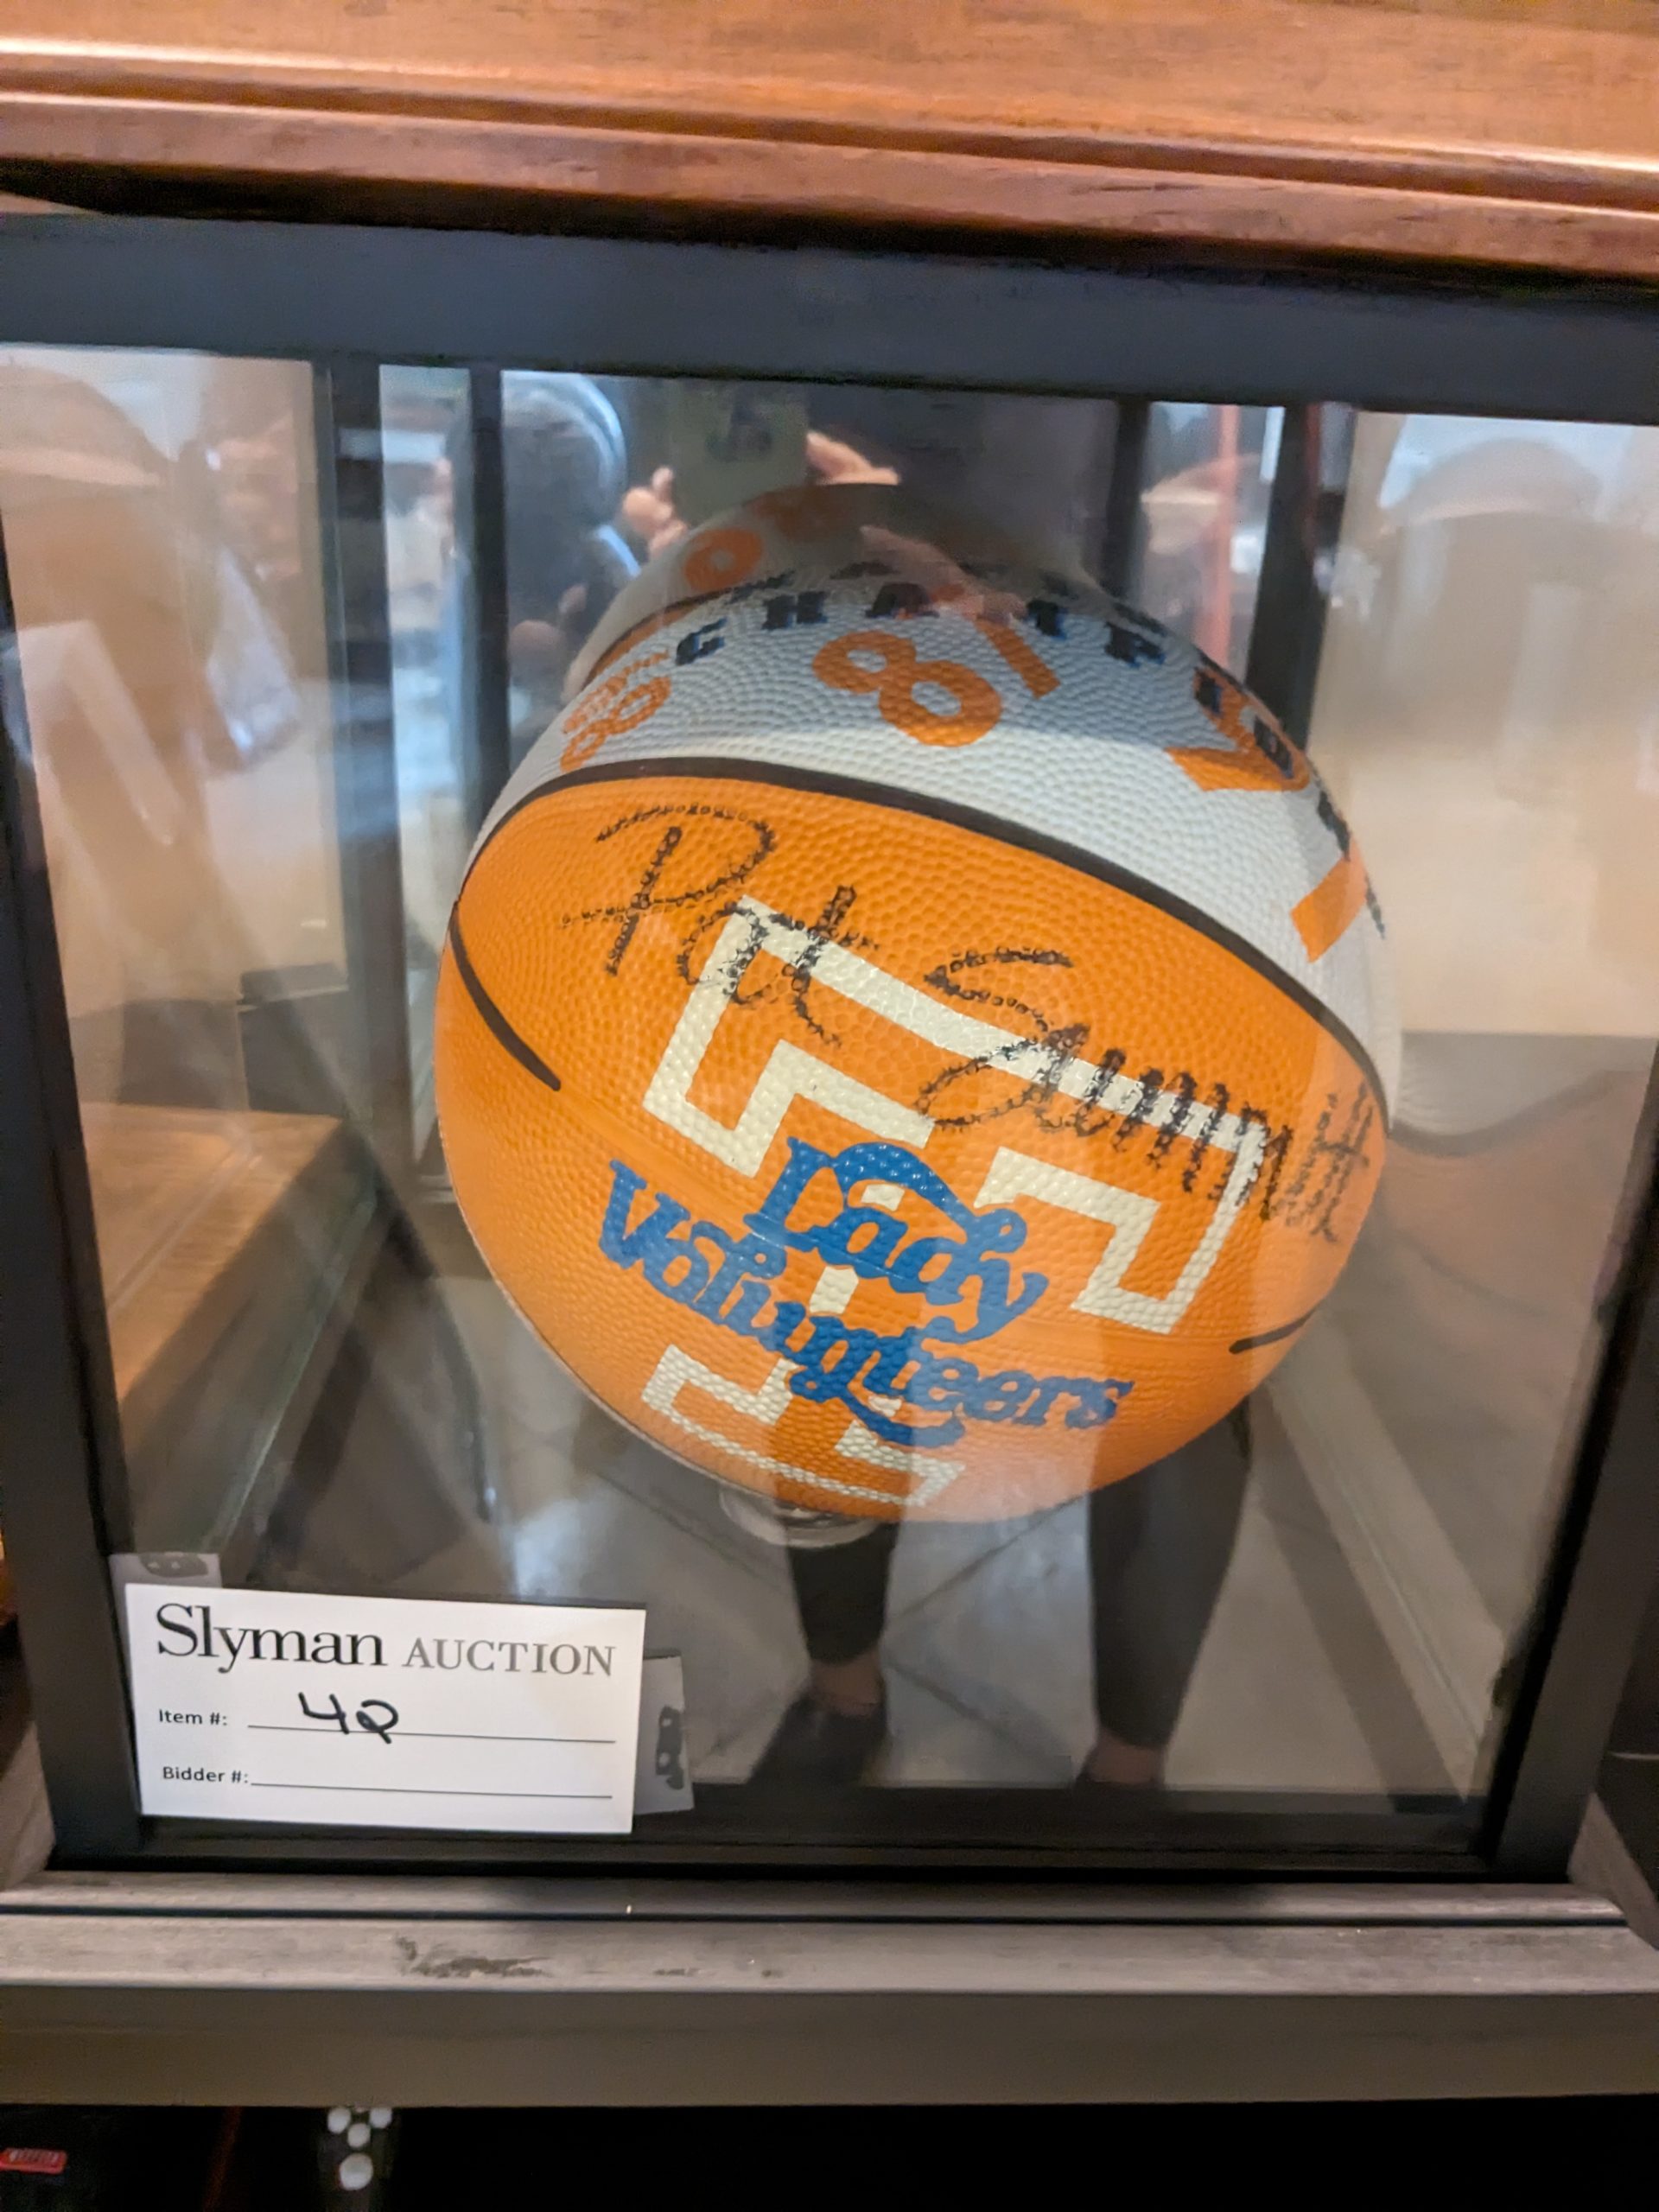 CHAMPIONS
87
Pat Summitt
Lady
Volunteers
Slyman AUCTION
Item #: 42
Bidder #: